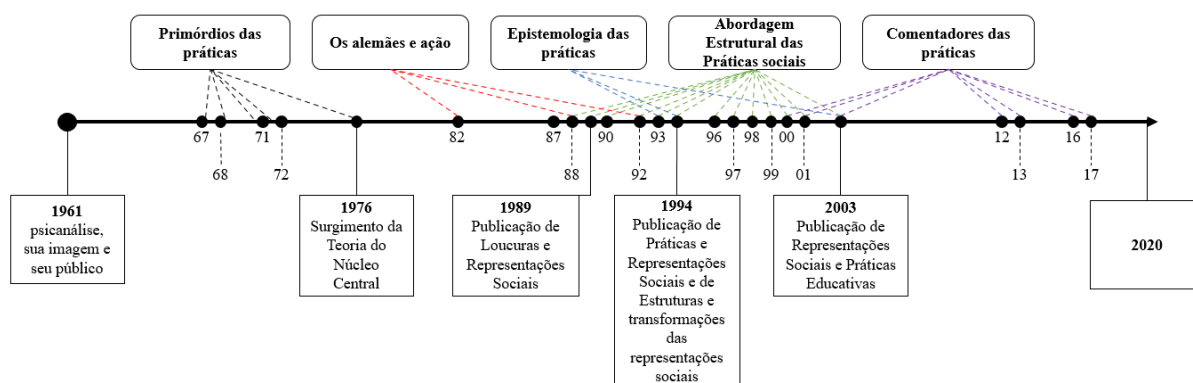 Primórdios das
práticas
Os alemães e ação
Epistemologia das
práticas
Abordagem
Estrutural das
Práticas sociais
Comentadores das
práticas
67
68
71
72
82
87
88
90
92
93
96
97
98
99
00
01
12
13
16
17
1961
psicanálise,
sua imagem e
seu público
1976
Surgimento da
Teoria do
Núcleo
Central
1989
Publicação de
Loucuras e
Representações
Sociais
1994
Publicação de
Práticas e
Representações
Sociais e de
Estruturas e
transformações
das
representações
sociais
2003
Publicação de
Representações
Sociais e Práticas
Educativas
2020